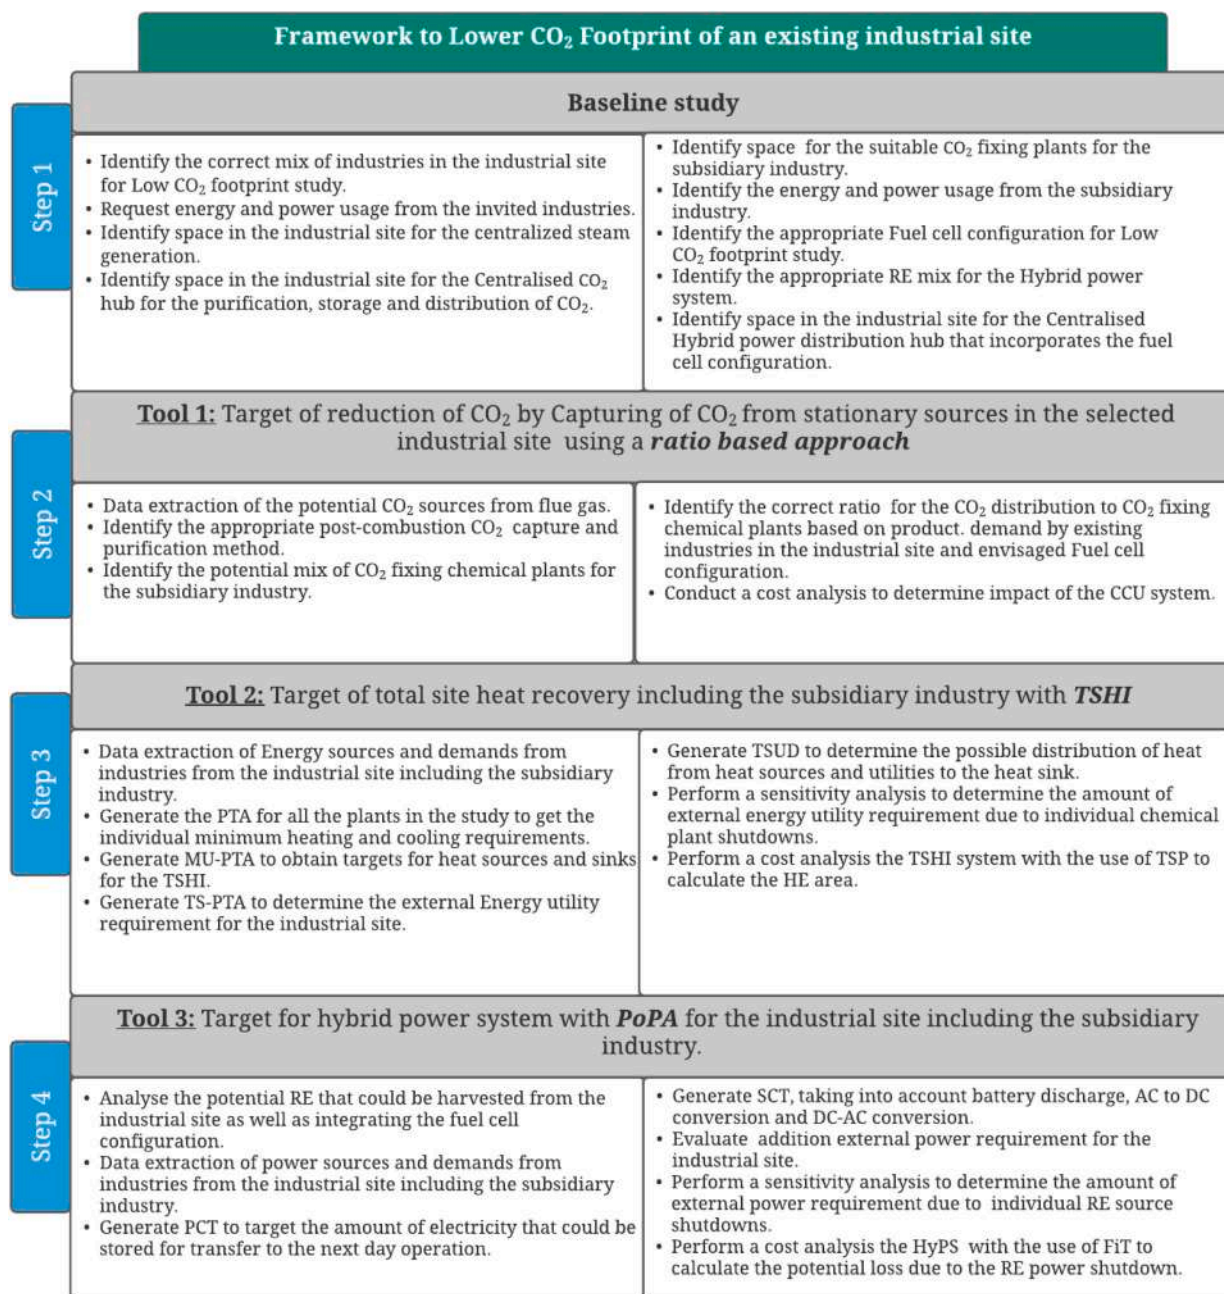 Framework to Lower CO₂ Footprint of an existing industrial site
Step 1
Baseline study
• Identify the correct mix of industries in the industrial site
for Low CO₂ footprint study.
• Request energy and power usage from the invited industries.
• Identify space in the industrial site for the centralized steam
generation.
• Identify space in the industrial site for the Centralised CO₂
hub for the purification, storage and distribution of CO₂.
• Identify space for the suitable CO₂ fixing plants for the
subsidiary industry.
• Identify the energy and power usage from the subsidiary
industry.
• Identify the appropriate Fuel cell configuration for Low
CO₂ footprint study.
• Identify the appropriate RE mix for the Hybrid power
system.
• Identify space in the industrial site for the Centralised
Hybrid power distribution hub that incorporates the fuel
cell configuration.
Step 2
Tool 1: Target of reduction of CO₂ by Capturing of CO₂ from stationary sources in the selected
industrial site using a ratio based approach
• Data extraction of the potential CO₂ sources from flue gas.
• Identify the appropriate post-combustion CO₂ capture and
purification method.
• Identify the potential mix of CO₂ fixing chemical plants for
the subsidiary industry.
• Identify the correct ratio for the CO₂ distribution to CO₂ fixing
chemical plants based on product. demand by existing
industries in the industrial site and envisaged Fuel cell
configuration.
• Conduct a cost analysis to determine impact of the CCU system.
Step 3
Tool 2: Target of total site heat recovery including the subsidiary industry with TSHI
• Data extraction of Energy sources and demands from
industries from the industrial site including the subsidiary
industry.
• Generate the PTA for all the plants in the study to get the
individual minimum heating and cooling requirements.
• Generate MU-PTA to obtain targets for heat sources and sinks
for the TSHI.
• Generate TS-PTA to determine the external Energy utility
requirement for the industrial site.
• Generate TSUD to determine the possible distribution of heat
from heat sources and utilities to the heat sink.
• Perform a sensitivity analysis to determine the amount of
external energy utility requirement due to individual chemical
plant shutdowns.
• Perform a cost analysis the TSHI system with the use of TSP to
calculate the HE area.
Step 4
Tool 3: Target for hybrid power system with PoPA for the industrial site including the subsidiary
industry.
• Analyse the potential RE that could be harvested from the
industrial site as well as integrating the fuel cell
configuration.
• Data extraction of power sources and demands from
industries from the industrial site including the subsidiary
industry.
• Generate PCT to target the amount of electricity that could be
stored for transfer to the next day operation.
• Generate SCT, taking into account battery discharge, AC to DC
conversion and DC-AC conversion.
• Evaluate addition external power requirement for the
industrial site.
• Perform a sensitivity analysis to determine the amount of
external power requirement due to individual RE source
shutdowns.
• Perform a cost analysis the HyPS with the use of FiT to
calculate the potential loss due to the RE power shutdown.